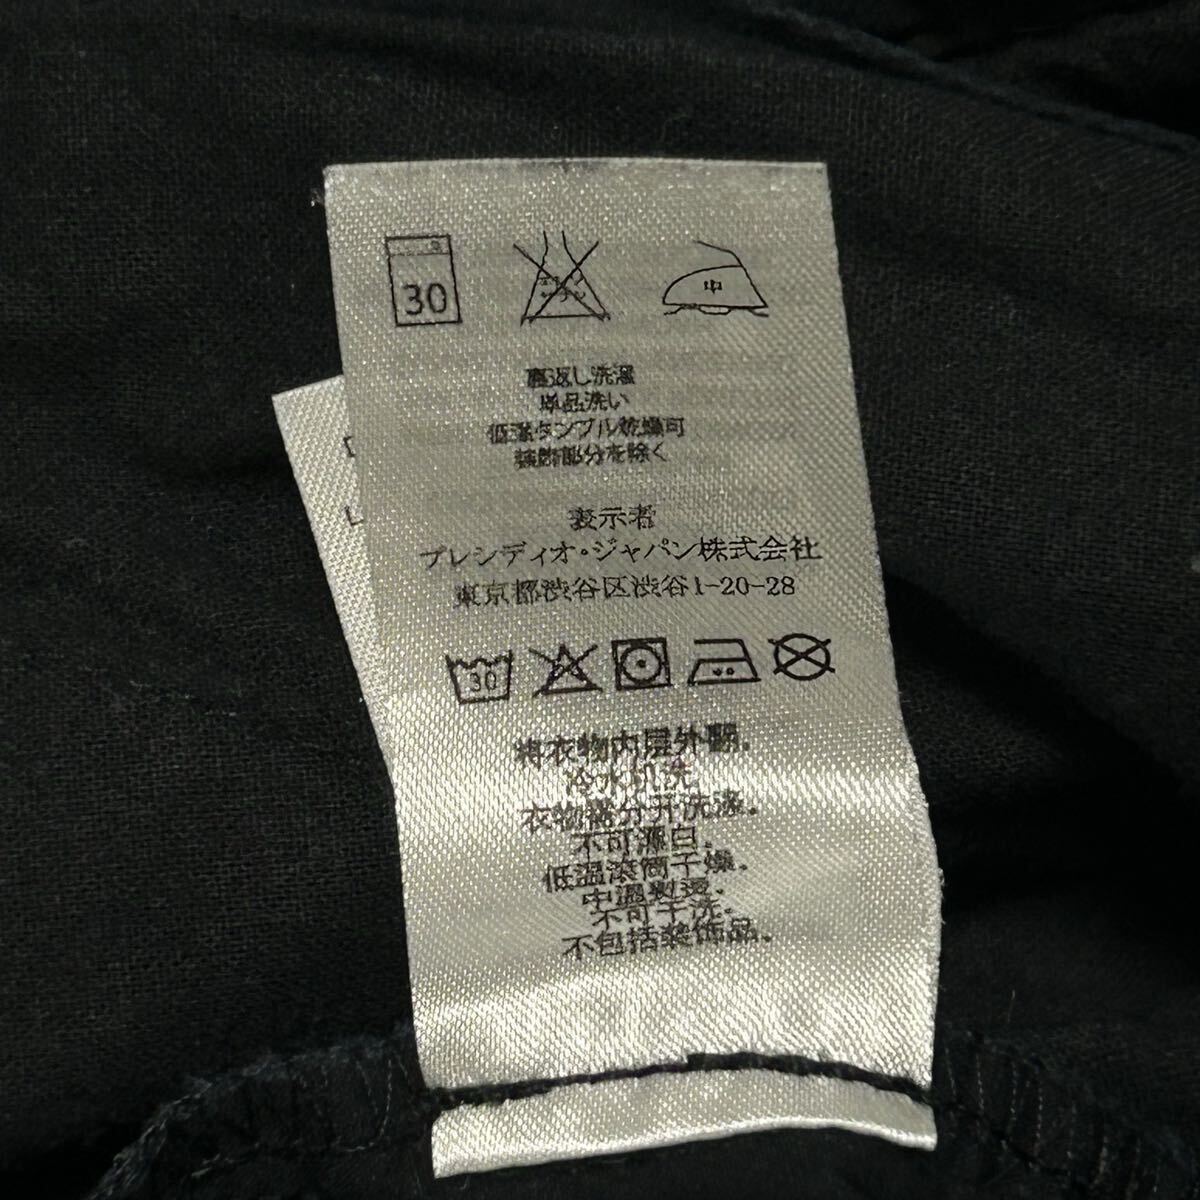 30
中
裏返し洗濯
単品洗い
低温タンブル乾燥可
装飾部分を除く
表示者
プレシディオ・ジャパン株式会社
東京都渋谷区渋谷1-20-28
30
将衣物内层外翻.
冷水机洗
衣物需分开洗涤.
不可漂白.
低温滚筒干燥.
中温熨烫.
不可干洗.
不包括装饰品.